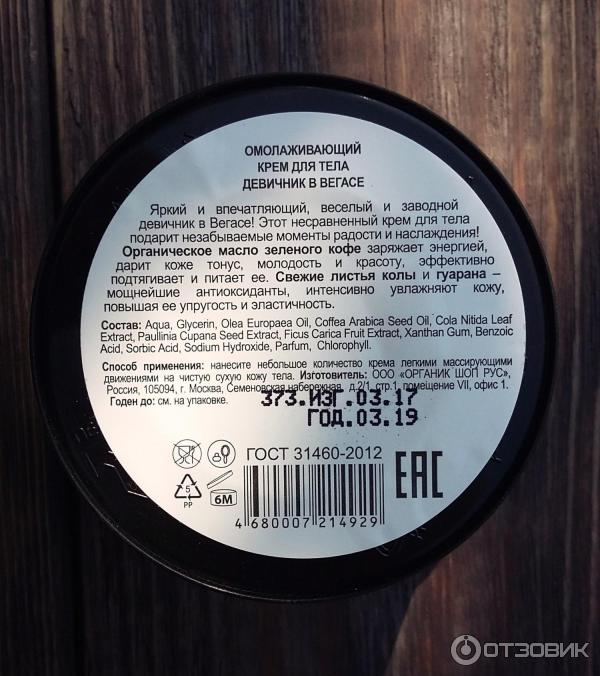 ОМОЛАЖИВАЮЩИЙ
КРЕМ ДЛЯ ТЕЛА
ДЕВИЧНИК В ВЕГАСЕ
Яркий и впечатляющий, веселый и заводной
девичник в Вегасе! Этот несравненный крем для тела
подарит незабываемые моменты радости и наслаждения!
Органическое масло зеленого кофе заряжает энергией,
дарит коже тонус, молодость и красоту, эффективно
подтягивает и питает ее. Свежие листья колы и гуарана –
мощнейшие антиоксиданты, интенсивно увлажняют кожу,
повышая ее упругость и эластичность.
Состав: Aqua, Glycerin, Olea Europaea Oil, Coffea Arabica Seed Oil, Cola Nitida Leaf
Extract, Paullinia Cupana Seed Extract, Ficus Carica Fruit Extract, Xanthan Gum, Benzoic
Acid, Sorbic Acid, Sodium Hydroxide, Parfum, Chlorophyll.
Способ применения: нанесите небольшое количество крема легкими массирующими
движениями на чистую сухую кожу тела. Изготовитель: ООО «ОРГАНИК ШОП РУС»,
Россия, 105094, г. Москва, Семеновская набережная, д.2/1, стр.1, помещение VII, офис 1.
Годен до: см. на упаковке.
373.ИЗГ.03.17
ГОД.03.19
ГОСТ 31460-2012
EAC
5
PP
6M
4 680007 214929
ОТЗОВИК